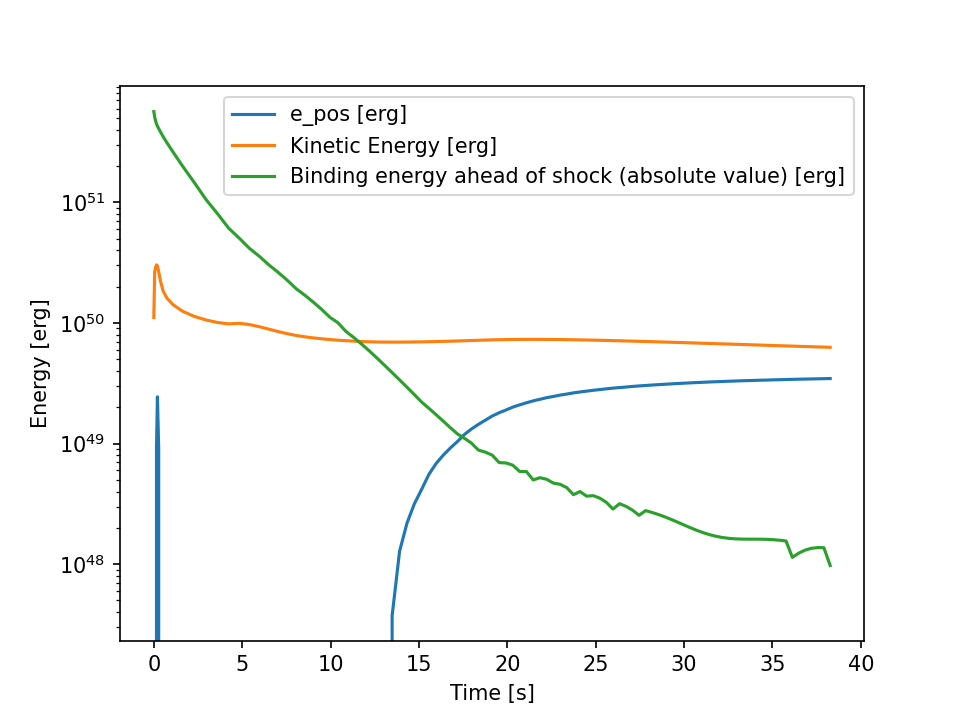 e_pos [erg]
Kinetic Energy [erg]
Binding energy ahead of shock (absolute value) [erg]
Energy [erg]
10^51
10^50
10^49
10^48
0 5 10 15 20 25 30 35 40
Time [s]